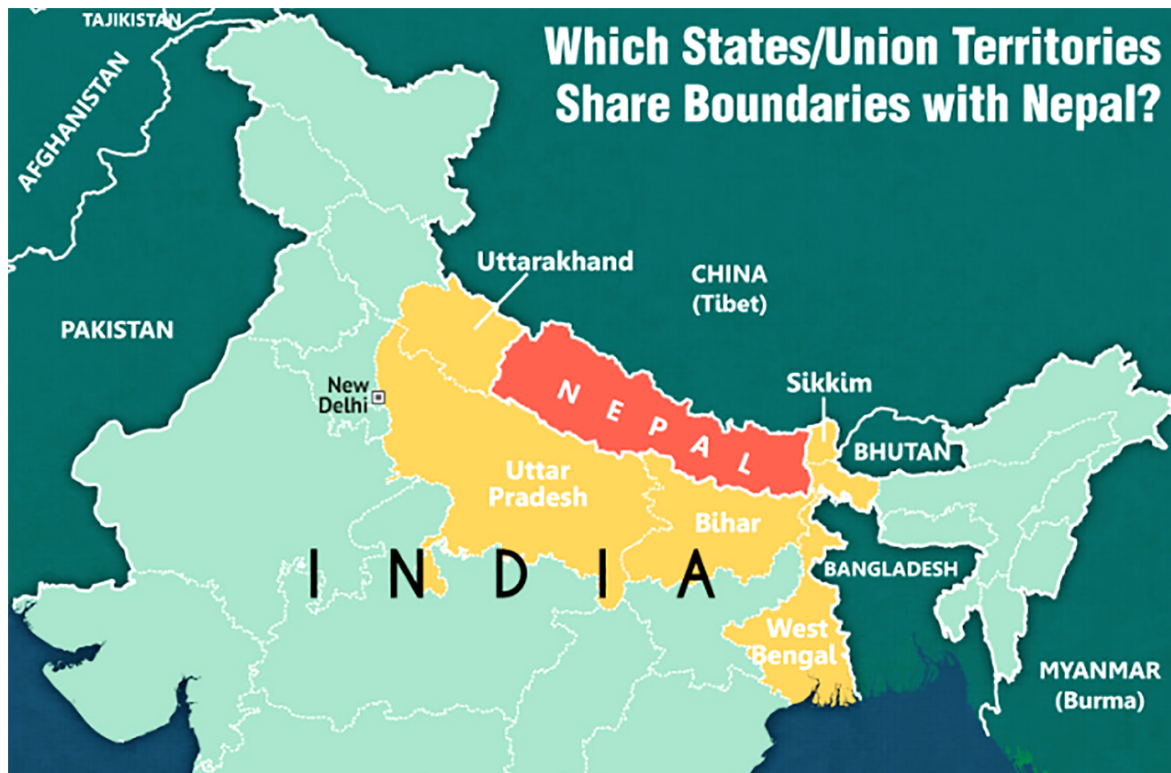 TAJIKISTAN
Which States/Union Territories
Share Boundaries with Nepal?
AFGHANISTAN
Uttarakhand
CHINA
(Tibet)
PAKISTAN
New
Delhi
NEPAL
Sikkim
BHUTAN
Uttar
Pradesh
Bihar
INDIA
BANGLADESH
West
Bengal
MYANMAR
(Burma)